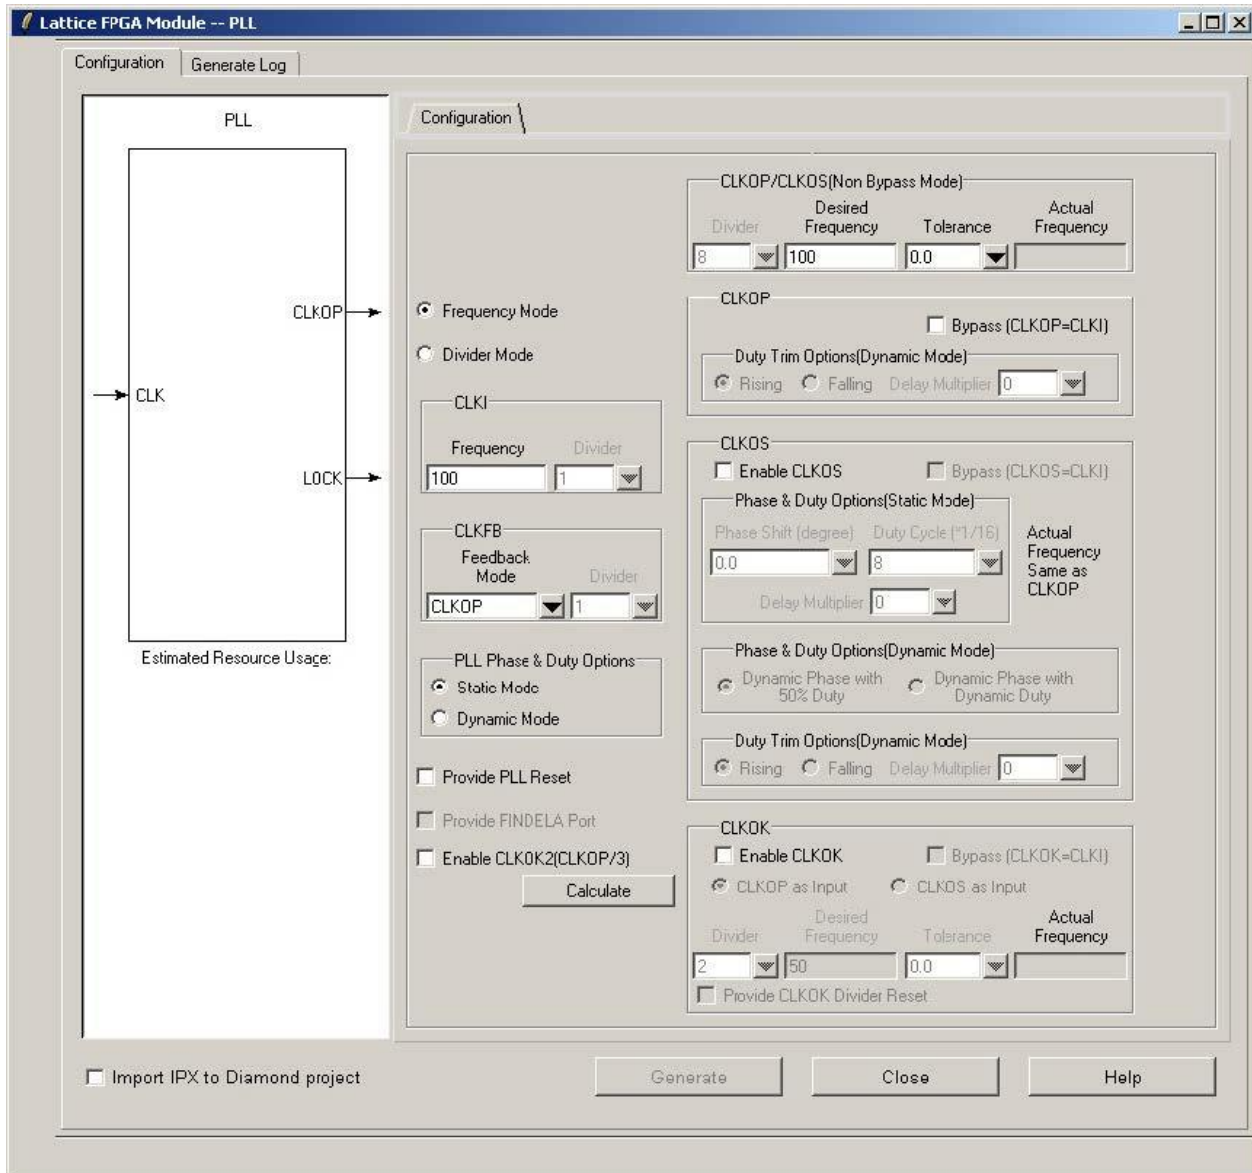 Lattice FPGA Module -- PLL
Configuration
Generate Log
PLL
CLKOP
CLK
LOCK
Estimated Resource Usage:
Configuration
Frequency Mode
Divider Mode
CLKI
Frequency Divider
100 1
CLKFB
Feedback
Mode Divider
CLKOP 1
PLL Phase & Duty Options
Static Mode
Dynamic Mode
Provide PLL Reset
Provide FINDELA Port
Enable CLKOK2(CLKOP/3)
Calculate
CLKOP/CLKOS(Non Bypass Mode)
Desired Actual
Divider Frequency Tolerance Frequency
8 100 0.0
CLKOP
Bypass (CLKOP=CLKI)
Duty Trim Options(Dynamic Mode)
Rising Falling Delay Multiplier 0
CLKOS
Enable CLKOS Bypass (CLKOS=CLKI)
Phase & Duty Options(Static Mode)
Phase Shift (degree) Duty Cycle (*1/16)
0.0 8
Delay Multiplier 0
Actual
Frequency
Same as
CLKOP
Phase & Duty Options(Dynamic Mode)
Dynamic Phase with
50% Duty
Dynamic Phase with
Dynamic Duty
Duty Trim Options(Dynamic Mode)
Rising Falling Delay Multiplier 0
CLKOK
Enable CLKOK Bypass (CLKOK=CLKI)
CLKOP as Input CLKOS as Input
Desired Actual
Divider Frequency Tolerance Frequency
2 50 0.0
Provide CLKOK Divider Reset
Import IPX to Diamond project
Generate
Close
Help